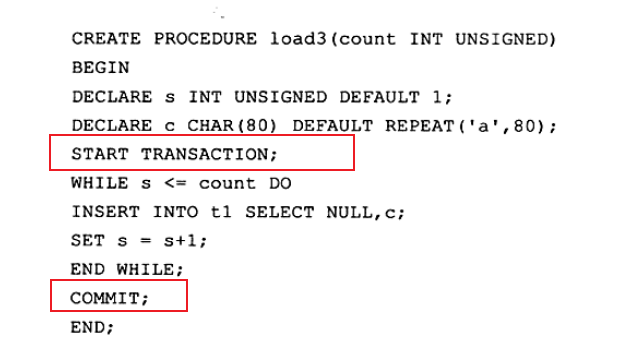 CREATE PROCEDURE load3(count INT UNSIGNED)
BEGIN
DECLARE s INT UNSIGNED DEFAULT 1;
DECLARE c CHAR(80) DEFAULT REPEAT('a',80);
START TRANSACTION;
WHILE s <= count DO
INSERT INTO t1 SELECT NULL,c;
SET s = s+1;
END WHILE;
COMMIT;
END;